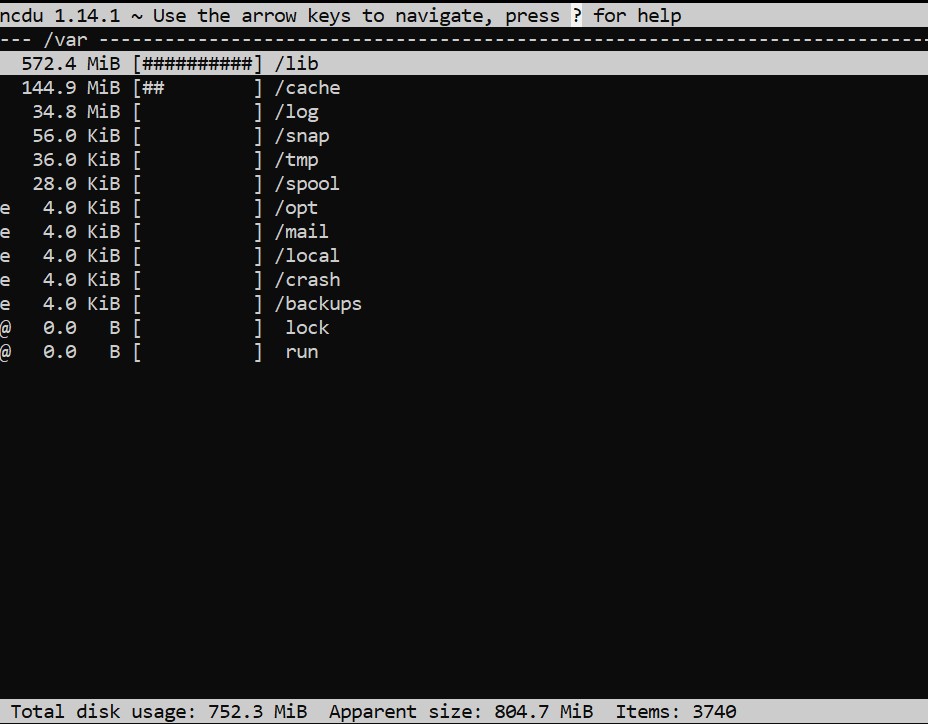 ncdu 1.14.1 ~ Use the arrow keys to navigate, press ? for help
--- /var ----------------------------------------------------------------------------
  572.4 MiB [##########] /lib
  144.9 MiB [##        ] /cache
   34.8 MiB [          ] /log
   56.0 KiB [          ] /snap
   36.0 KiB [          ] /tmp
   28.0 KiB [          ] /spool
e   4.0 KiB [          ] /opt
e   4.0 KiB [          ] /mail
e   4.0 KiB [          ] /local
e   4.0 KiB [          ] /crash
e   4.0 KiB [          ] /backups
@   0.0   B [          ]  lock
@   0.0   B [          ]  run
 Total disk usage: 752.3 MiB  Apparent size: 804.7 MiB  Items: 3740